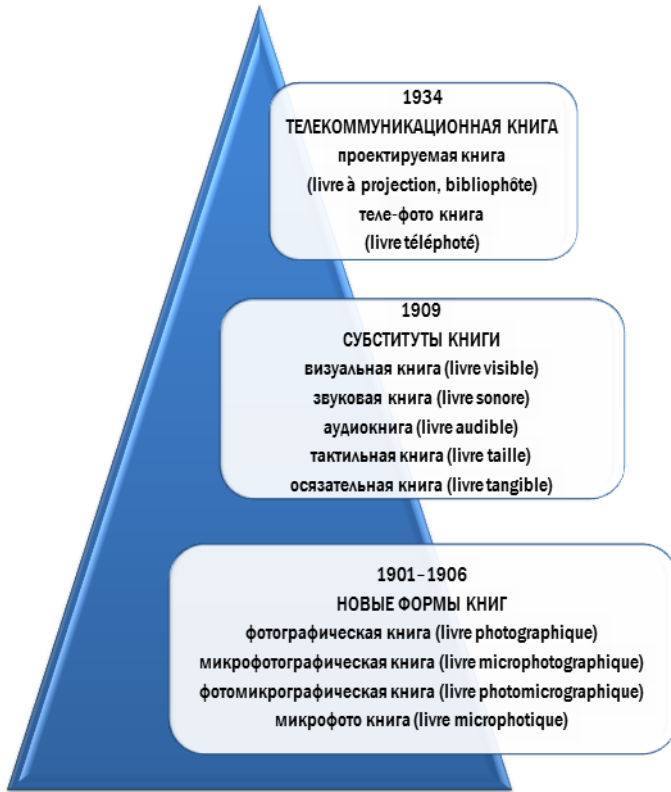 1934
ТЕЛЕКОММУНИКАЦИОННАЯ КНИГА
проектируемая книга
(livre à projection, bibliophôte)
теле-фото книга
(livre téléphoté)
1909
СУБСТИТУТЫ КНИГИ
визуальная книга (livre visible)
звуковая книга (livre sonore)
аудиокнига (livre audible)
тактильная книга (livre taille)
осязательная книга (livre tangible)
1901–1906
НОВЫЕ ФОРМЫ КНИГ
фотографическая книга (livre photographique)
микрофотографическая книга (livre microphotographique)
фотомикрографическая книга (livre photomicrographique)
микрофото книга (livre microphotique)